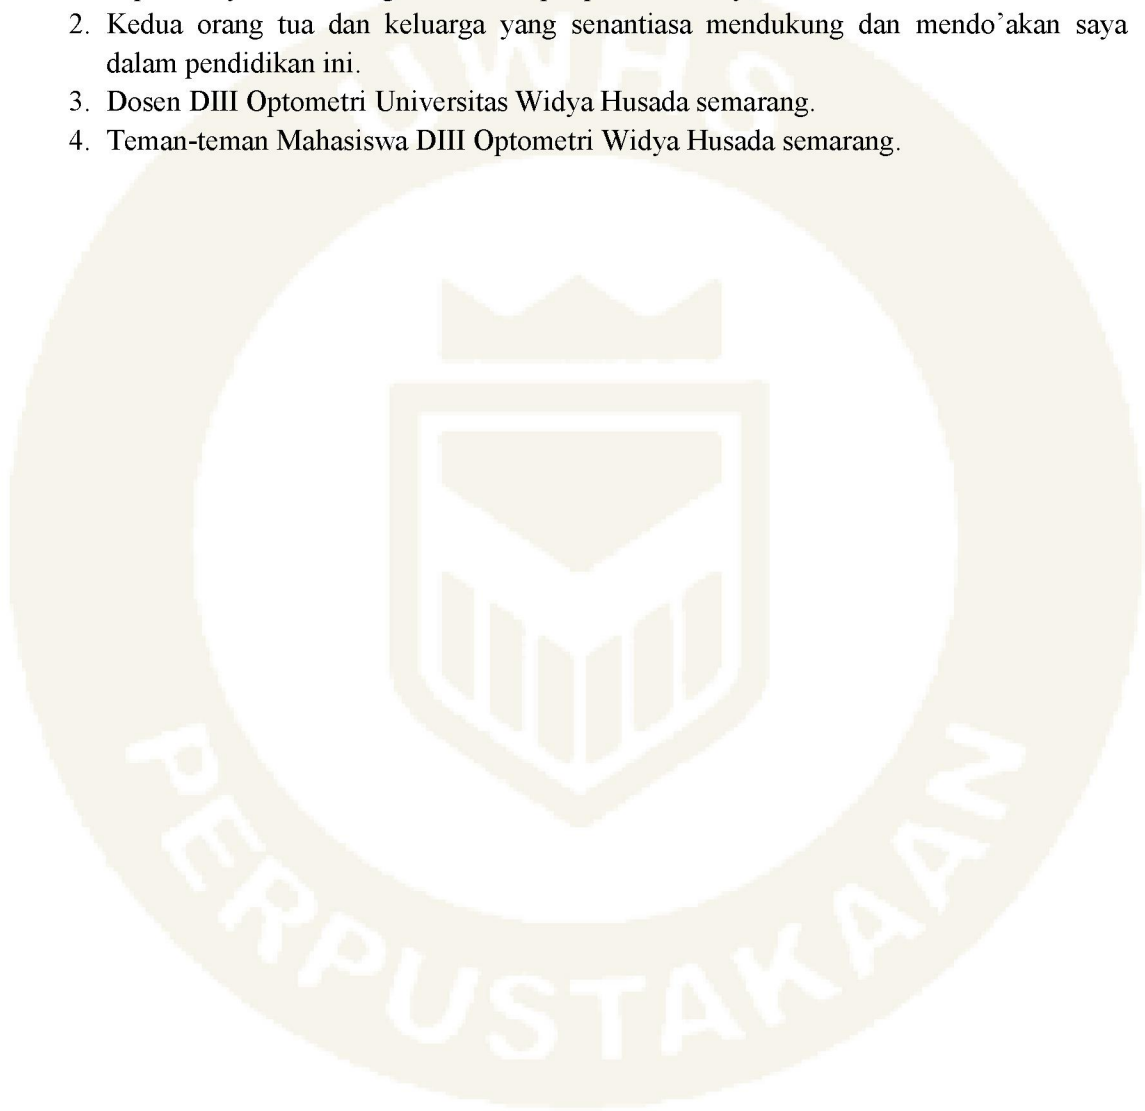 2. Kedua orang tua dan keluarga yang senantiasa mendukung dan mendo’akan saya
dalam pendidikan ini.
3. Dosen DIII Optometri Universitas Widya Husada semarang.
4. Teman-teman Mahasiswa DIII Optometri Widya Husada semarang.
UWHS
PERPUSTAKAAN